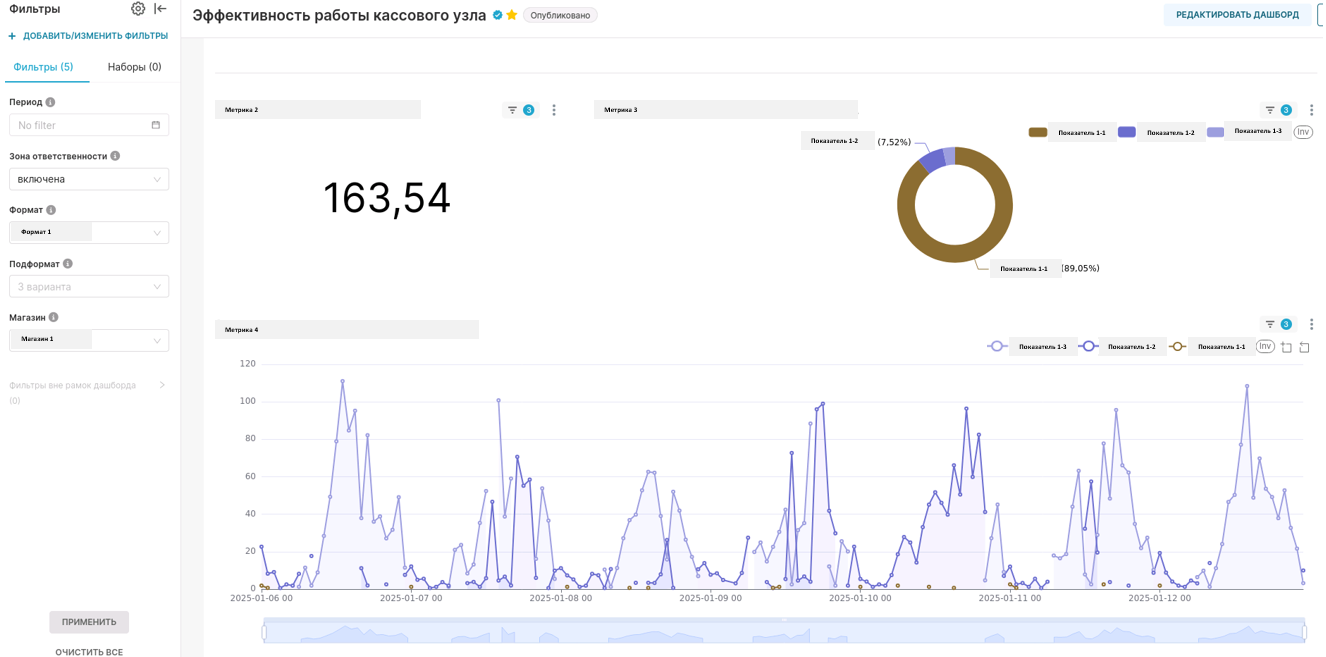 Фильтры
Эффективность работы кассового узла
Опубликовано
РЕДАКТИРОВАТЬ ДАШБОРД
+ ДОБАВИТЬ/ИЗМЕНИТЬ ФИЛЬТРЫ
Фильтры (5)
Наборы (0)
Период
No filter
Зона ответственности
включена
Формат
Формат 1
Подформат
3 варианта
Магазин
Магазин 1
Фильтры вне рамок дашборда
(0)
ПРИМЕНИТЬ
ОЧИСТИТЬ ВСЕ
Метрика 2
3
163,54
Метрика 3
3
Показатель 1-1
Показатель 1-2
Показатель 1-3
Inv
Показатель 1-2
(7,52%)
Показатель 1-1
(89,05%)
Метрика 4
3
Показатель 1-3
Показатель 1-2
Показатель 1-1
Inv
120
100
80
60
40
20
0
2025-01-06 00
2025-01-07 00
2025-01-08 00
2025-01-09 00
2025-01-10 00
2025-01-11 00
2025-01-12 00